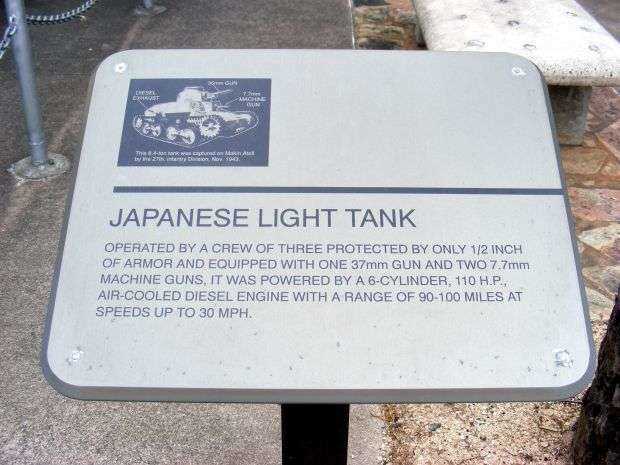 36mm GUN
DIESEL
EXHAUST
7.7mm
MACHINE
GUN
This 8.4-ton tank was captured on Makin Atoll
by the 27th. Infantry Division, Nov. 1943.
JAPANESE LIGHT TANK
OPERATED BY A CREW OF THREE PROTECTED BY ONLY 1/2 INCH
OF ARMOR AND EQUIPPED WITH ONE 37mm GUN AND TWO 7.7mm
MACHINE GUNS, IT WAS POWERED BY A 6-CYLINDER, 110 H.P.,
AIR-COOLED DIESEL ENGINE WITH A RANGE OF 90-100 MILES AT
SPEEDS UP TO 30 MPH.